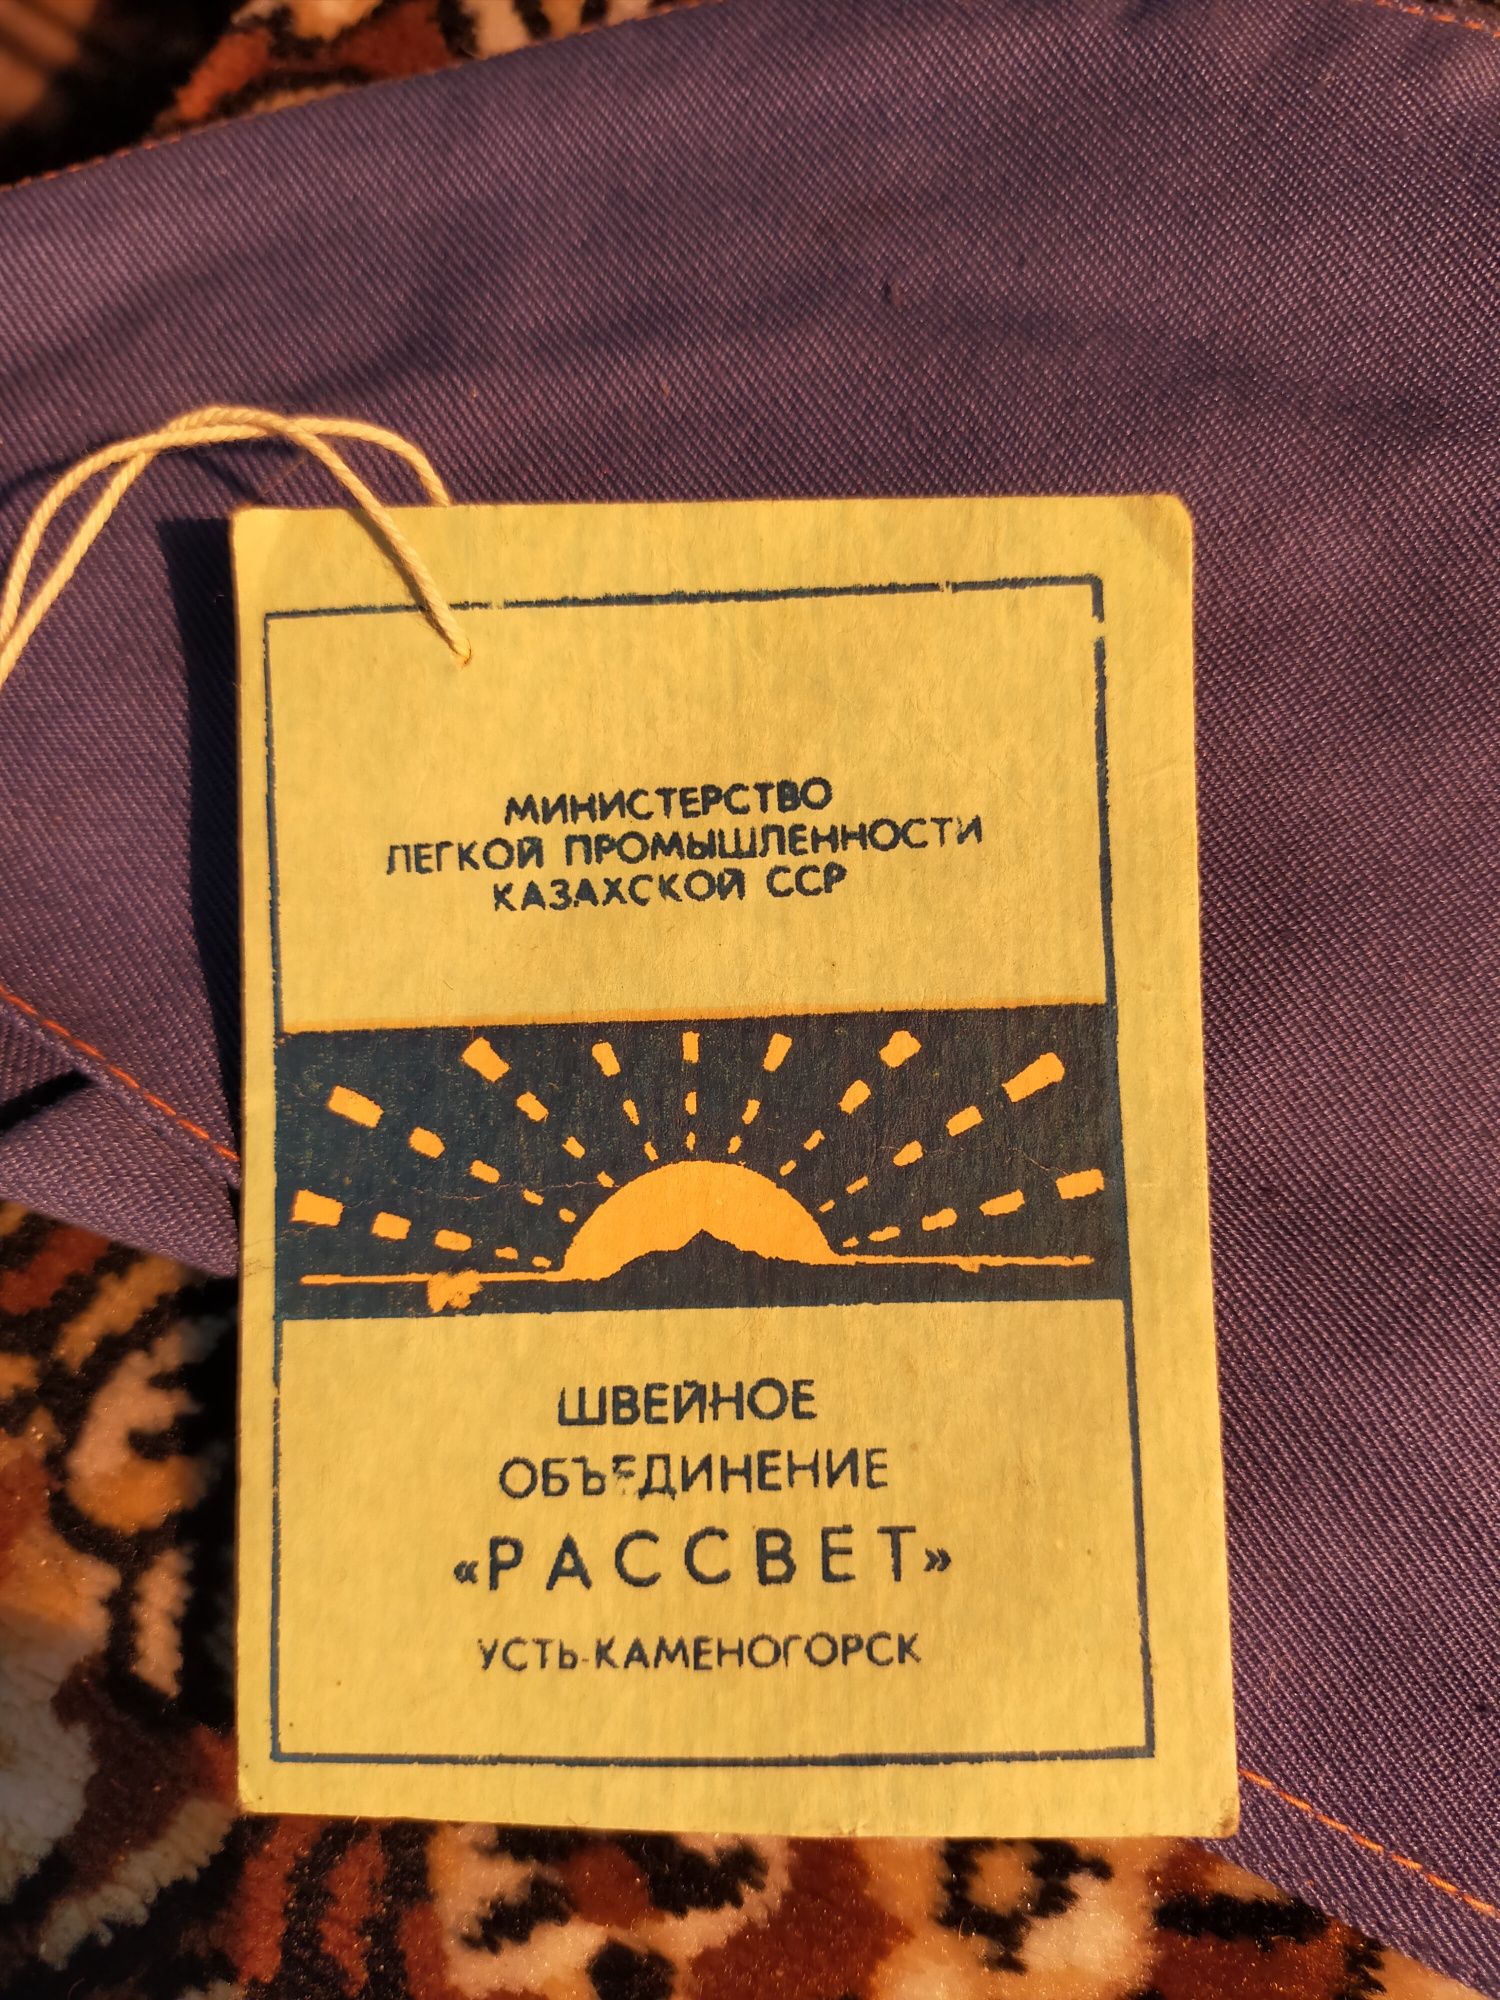 МИНИСТЕРСТВО
ЛЕГКОЙ ПРОМЫШЛЕННОСТИ
КАЗАХСКОЙ ССР
ШВЕЙНОЕ
ОБЪЕДИНЕНИЕ
«РАССВЕТ»
УСТЬ-КАМЕНОГОРСК